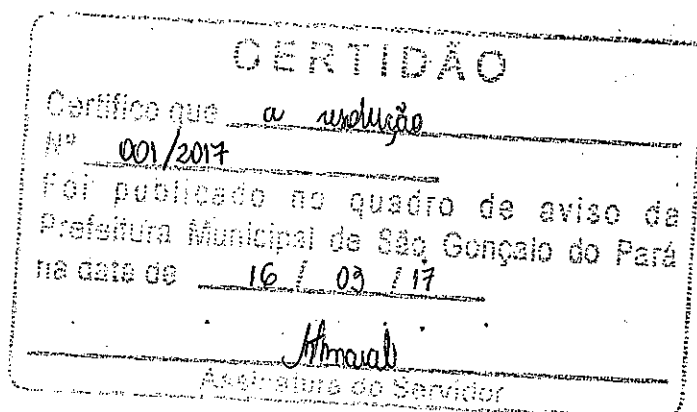 CERTIDÃO
Certifico que a resolução
Nº 001/2017
Foi publicado no quadro de aviso da
Prefeitura Municipal de São Gonçalo do Pará
na data de 16 / 03 / 17
Assinatura do Servidor